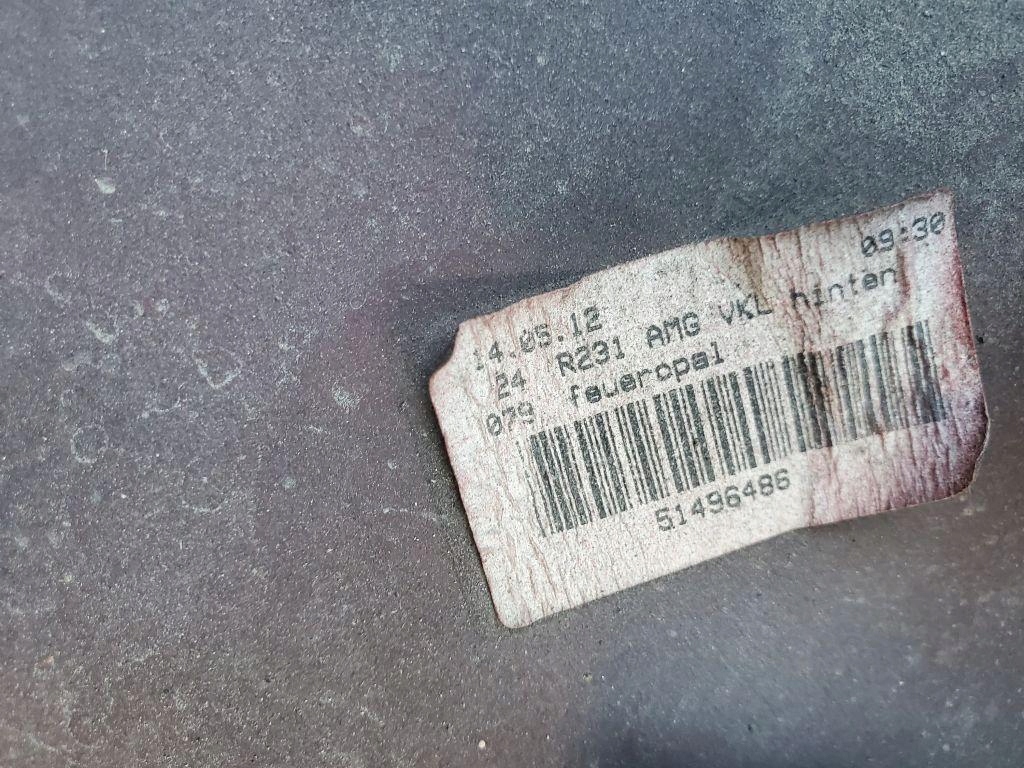 14.05.12 09:30
24 R231 AMG VKL hinten
079 feueropal
51496486